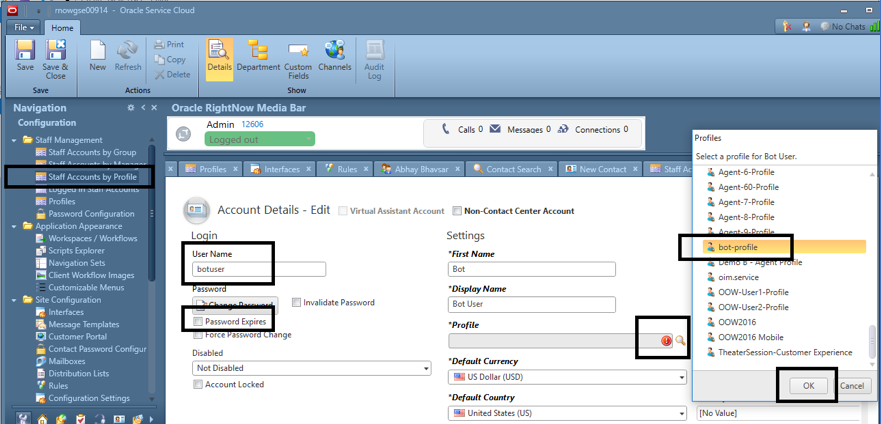 rnowgse00914 - Oracle Service Cloud
File Home
No Chats
Save
Save & Close
New
Refresh
Print
Copy
Delete
Details
Department
Custom Fields
Channels
Audit Log
Save
Actions
Show
Navigation
Configuration
Staff Management
Staff Accounts by Group
Staff Accounts by Manager
Staff Accounts by Profile
Logged in Staff Accounts
Profiles
Password Configuration
Application Appearance
Workspaces / Workflows
Scripts Explorer
Navigation Sets
Client Workflow Images
Customizable Menus
Site Configuration
Interfaces
Message Templates
Customer Portal
Contact Password Configur
Mailboxes
Distribution Lists
Rules
Configuration Settings
Oracle RightNow Media Bar
Admin 12606
Logged out
Calls 0 Messages 0 Connections 0
Profiles × Interfaces × Rules × Abhay Bhavsar × Contact Search × New Contact × Staff Ac
Account Details - Edit
Virtual Assistant Account
Non-Contact Center Account
Login
User Name
botuser
Password
Change Password
Invalidate Password
Password Expires
Force Password Change
Disabled
Not Disabled
Account Locked
Settings
*First Name
Bot
*Display Name
Bot User
*Profile
*Default Currency
US Dollar (USD)
*Default Country
United States (US)
[No Value]
Profiles
Select a profile for Bot User.
Agent-6-Profile
Agent-60-Profile
Agent-7-Profile
Agent-8-Profile
Agent-9-Profile
bot-profile
Demo B - Agent Profile
oim.service
OOW-User1-Profile
OOW-User2-Profile
OOW2016
OOW2016 Mobile
TheaterSession-Customer Experience
OK
Cancel